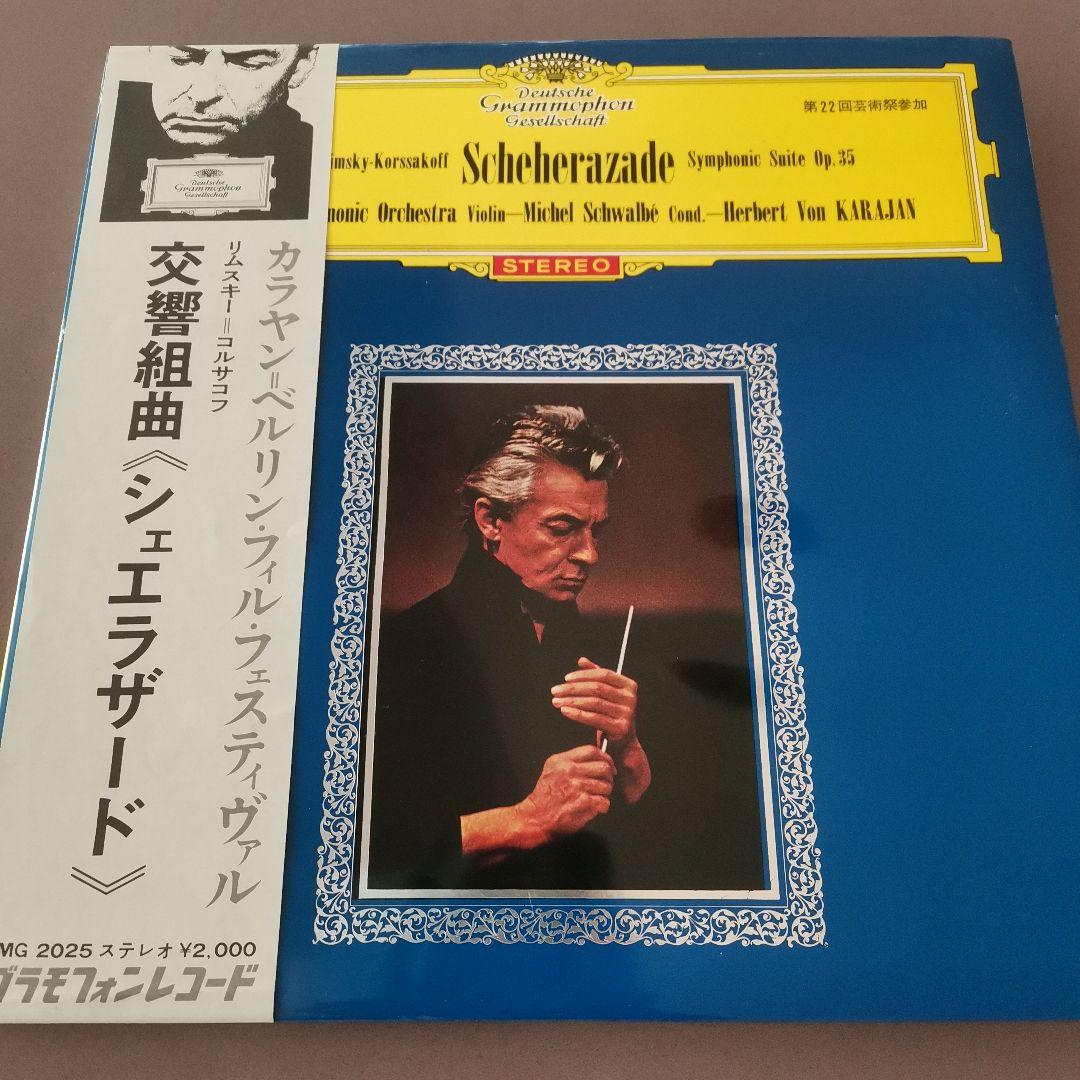 Deutsche
Grammophon
Gesellschaft
カラヤン=ベルリン・フィル・フェスティヴァル
リムスキー=コルサコフ
交響組曲《シェエラザード》
MG 2025 ステレオ ¥2,000
グラモフォンレコード
Deutsche
Grammophon
Gesellschaft
第22回芸術祭参加
imsky-Korssakoff Scheherazade Symphonic Suite Op.35
monic Orchestra Violin—Michel Schwalbé Cond.—Herbert Von KARAJAN
STEREO